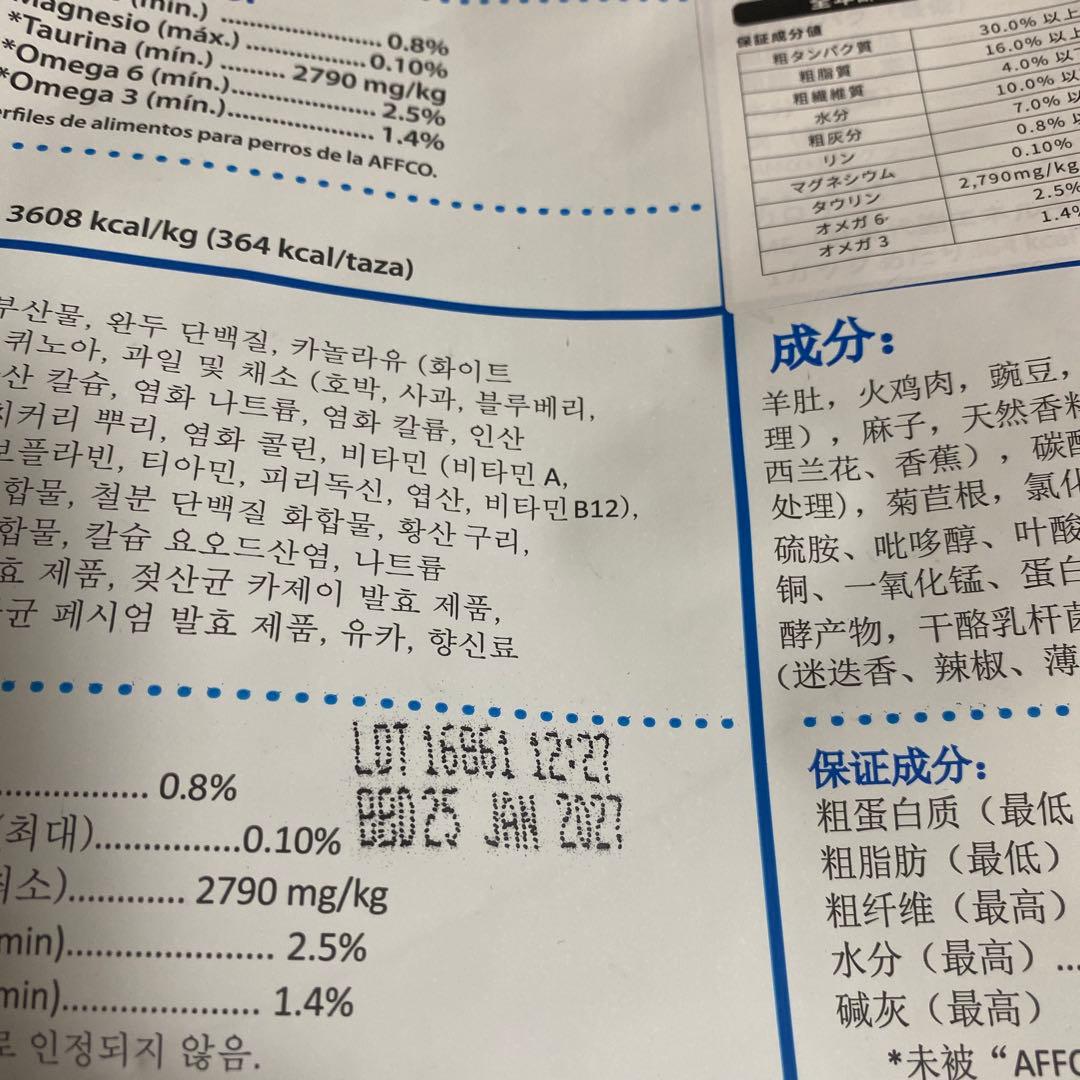 (mín.) ........................ 0.8%
Magnesio (máx.) .................. 0.10%
*Taurina (mín.) ......... 2790 mg/kg
*Omega 6 (mín.)..................... 2.5%
*Omega 3 (mín.)..................... 1.4%
erfiles de alimentos para perros de la AFFCO.
3608 kcal/kg (364 kcal/taza)
부산물, 완두 단백질, 카놀라유 (화이트
퀴노아, 과일 및 채소 (호박, 사과, 블루베리,
산 칼슘, 염화 나트륨, 염화 칼륨, 인산
치커리 뿌리, 염화 콜린, 비타민 (비타민 A,
보플라빈, 티아민, 피리독신, 엽산, 비타민 B12),
합물, 철분 단백질 화합물, 황산 구리,
합물, 칼슘 요오드산염, 나트륨
효 제품, 젖산균 카제이 발효 제품,
균 페시엄 발효 제품, 유카, 향신료
LOT 16861 12:27
BBD 25 JAN 2027
................ 0.8%
(최대)...............0.10%
최소)............ 2790 mg/kg
min)..................... 2.5%
min)..................... 1.4%
로 인정되지 않음.
保証成分値
粗タンパク質 30.0% 以上
粗脂質 16.0% 以上
粗繊維質 4.0% 以下
水分 10.0% 以
粗灰分 7.0% 以
リン 0.8% 以
マグネシウム 0.10%
タウリン 2,790mg/kg
オメガ 6 2.5%
オメガ 3 1.4%
成分:
羊肚，火鸡肉，豌豆，
理），麻子，天然香料
西兰花、香蕉），碳酸
处理），菊苣根，氯化
硫胺、吡哆醇、叶酸
铜、一氧化锰、蛋白
酵产物，干酪乳杆菌
(迷迭香、辣椒、薄
保证成分:
粗蛋白质（最低
粗脂肪（最低）
粗纤维（最高）
水分（最高）...
碱灰（最高）
*未被“AFFC